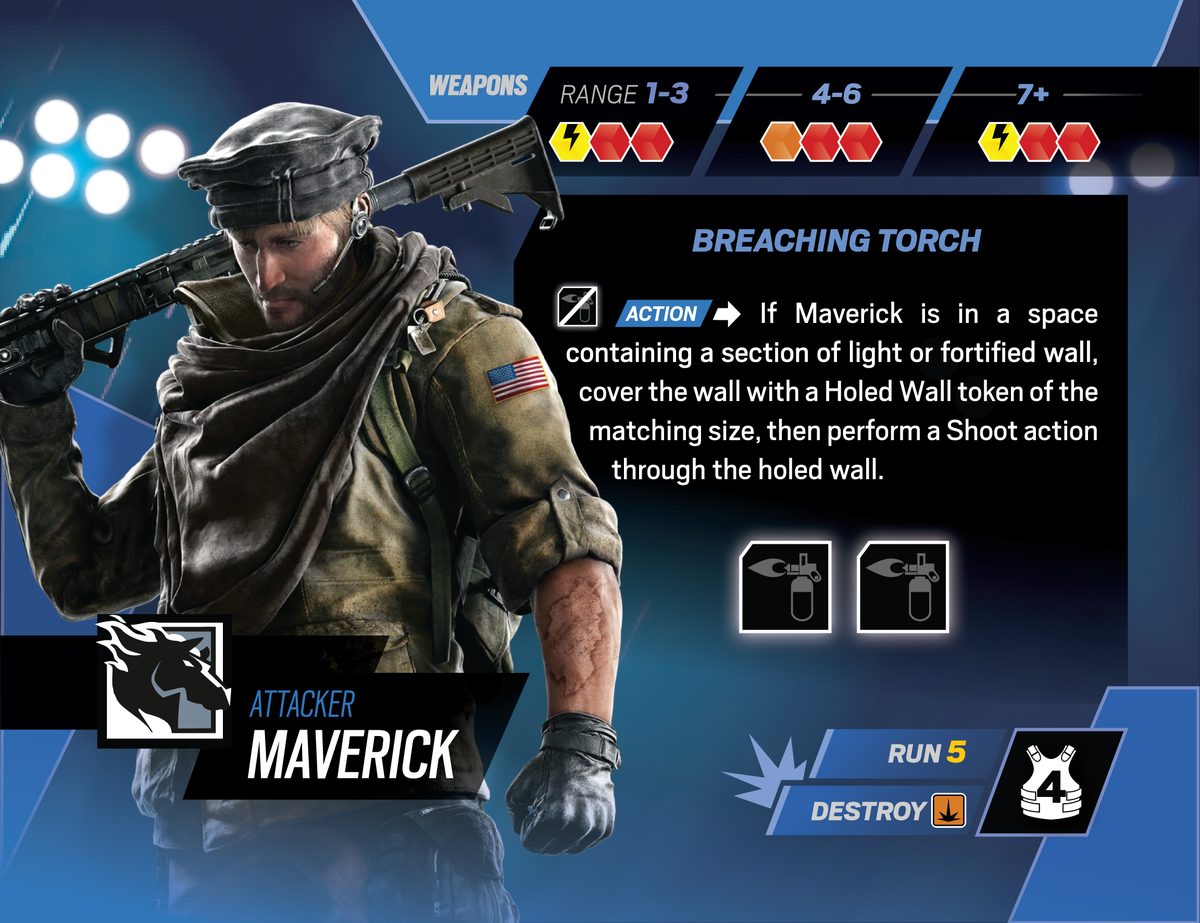 WEAPONS
RANGE 1-3
4-6
7+
BREACHING TORCH
ACTION If Maverick is in a space
containing a section of light or fortified wall,
cover the wall with a Holed Wall token of the
matching size, then perform a Shoot action
through the holed wall.
ATTACKER
MAVERICK
RUN 5
DESTROY
4